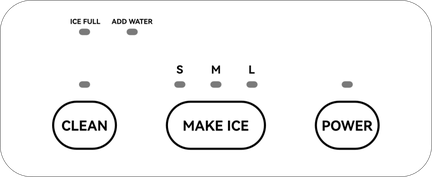 ICE FULL ADD WATER
S M L
CLEAN MAKE ICE POWER